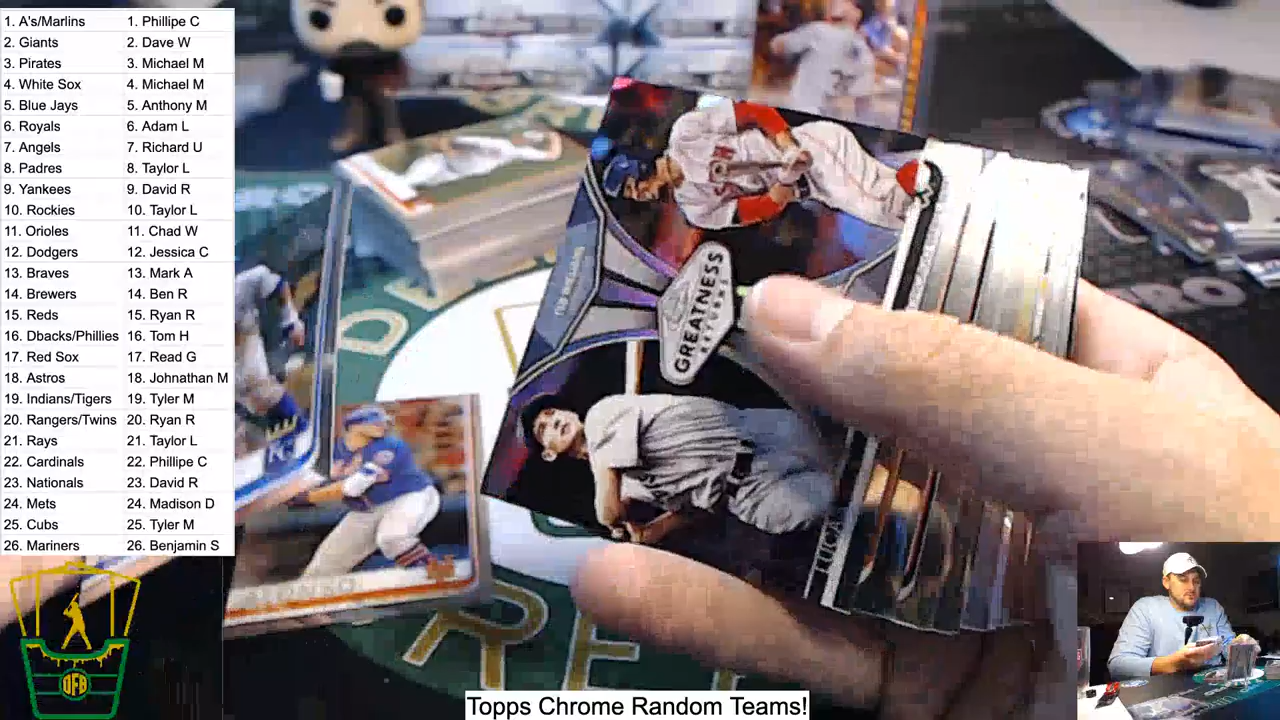 1. A's/Marlins 1. Phillipe C
2. Giants 2. Dave W
3. Pirates 3. Michael M
4. White Sox 4. Michael M
5. Blue Jays 5. Anthony M
6. Royals 6. Adam L
7. Angels 7. Richard U
8. Padres 8. Taylor L
9. Yankees 9. David R
10. Rockies 10. Taylor L
11. Orioles 11. Chad W
12. Dodgers 12. Jessica C
13. Braves 13. Mark A
14. Brewers 14. Ben R
15. Reds 15. Ryan R
16. Dbacks/Phillies 16. Tom H
17. Red Sox 17. Read G
18. Astros 18. Johnathan M
19. Indians/Tigers 19. Tyler M
20. Rangers/Twins 20. Ryan R
21. Rays 21. Taylor L
22. Cardinals 22. Phillipe C
23. Nationals 23. David R
24. Mets 24. Madison D
25. Cubs 25. Tyler M
26. Mariners 26. Benjamin S
GREATNESS
RETURNS
LUCA
DFB
Topps Chrome Random Teams!